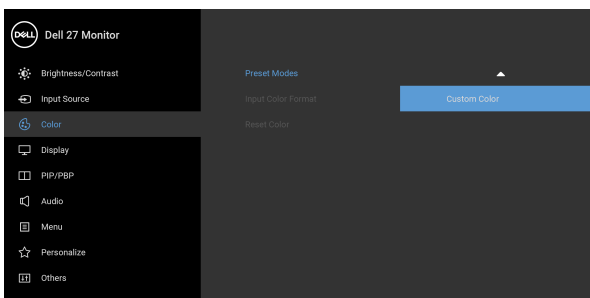 DELL
Dell 27 Monitor
Brightness/Contrast
Preset Modes
Input Source
Input Color Format
Custom Color
Color
Reset Color
Display
PIP/PBP
Audio
Menu
Personalize
Others